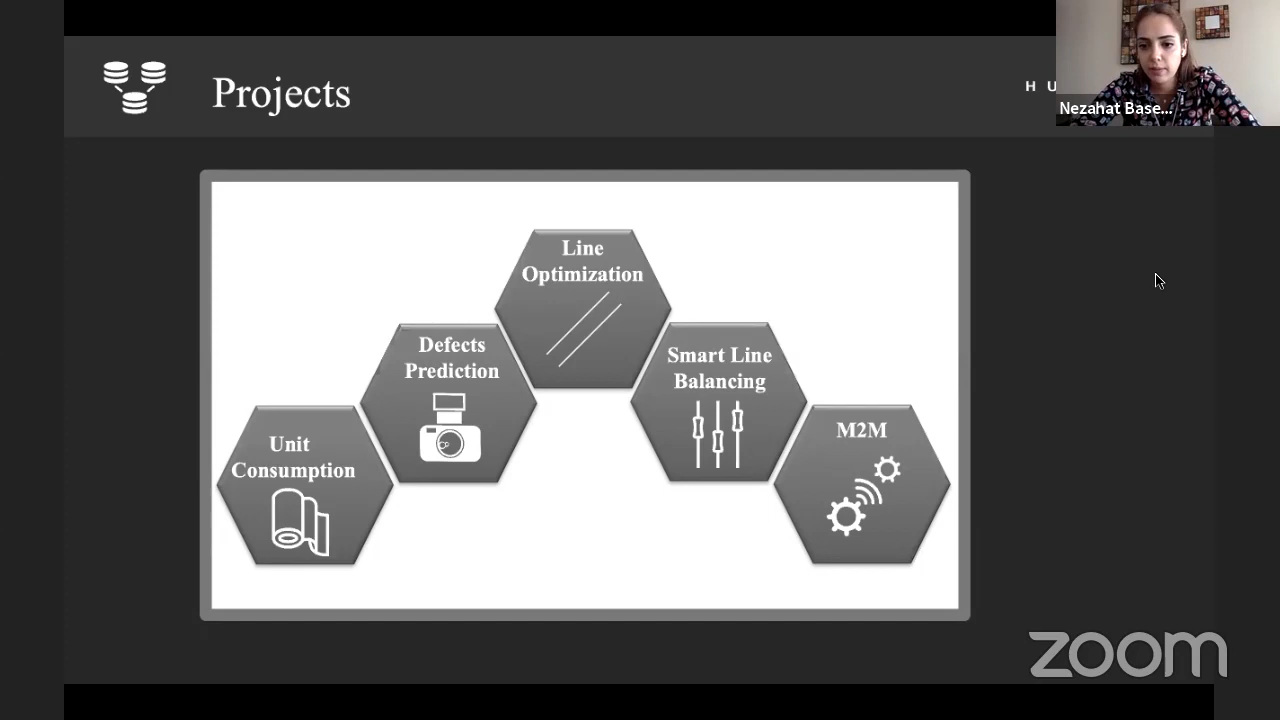 Projects
H U
Nezahat Base...
Line
Optimization
Defects
Prediction
Smart Line
Balancing
Unit
Consumption
M2M
zoom